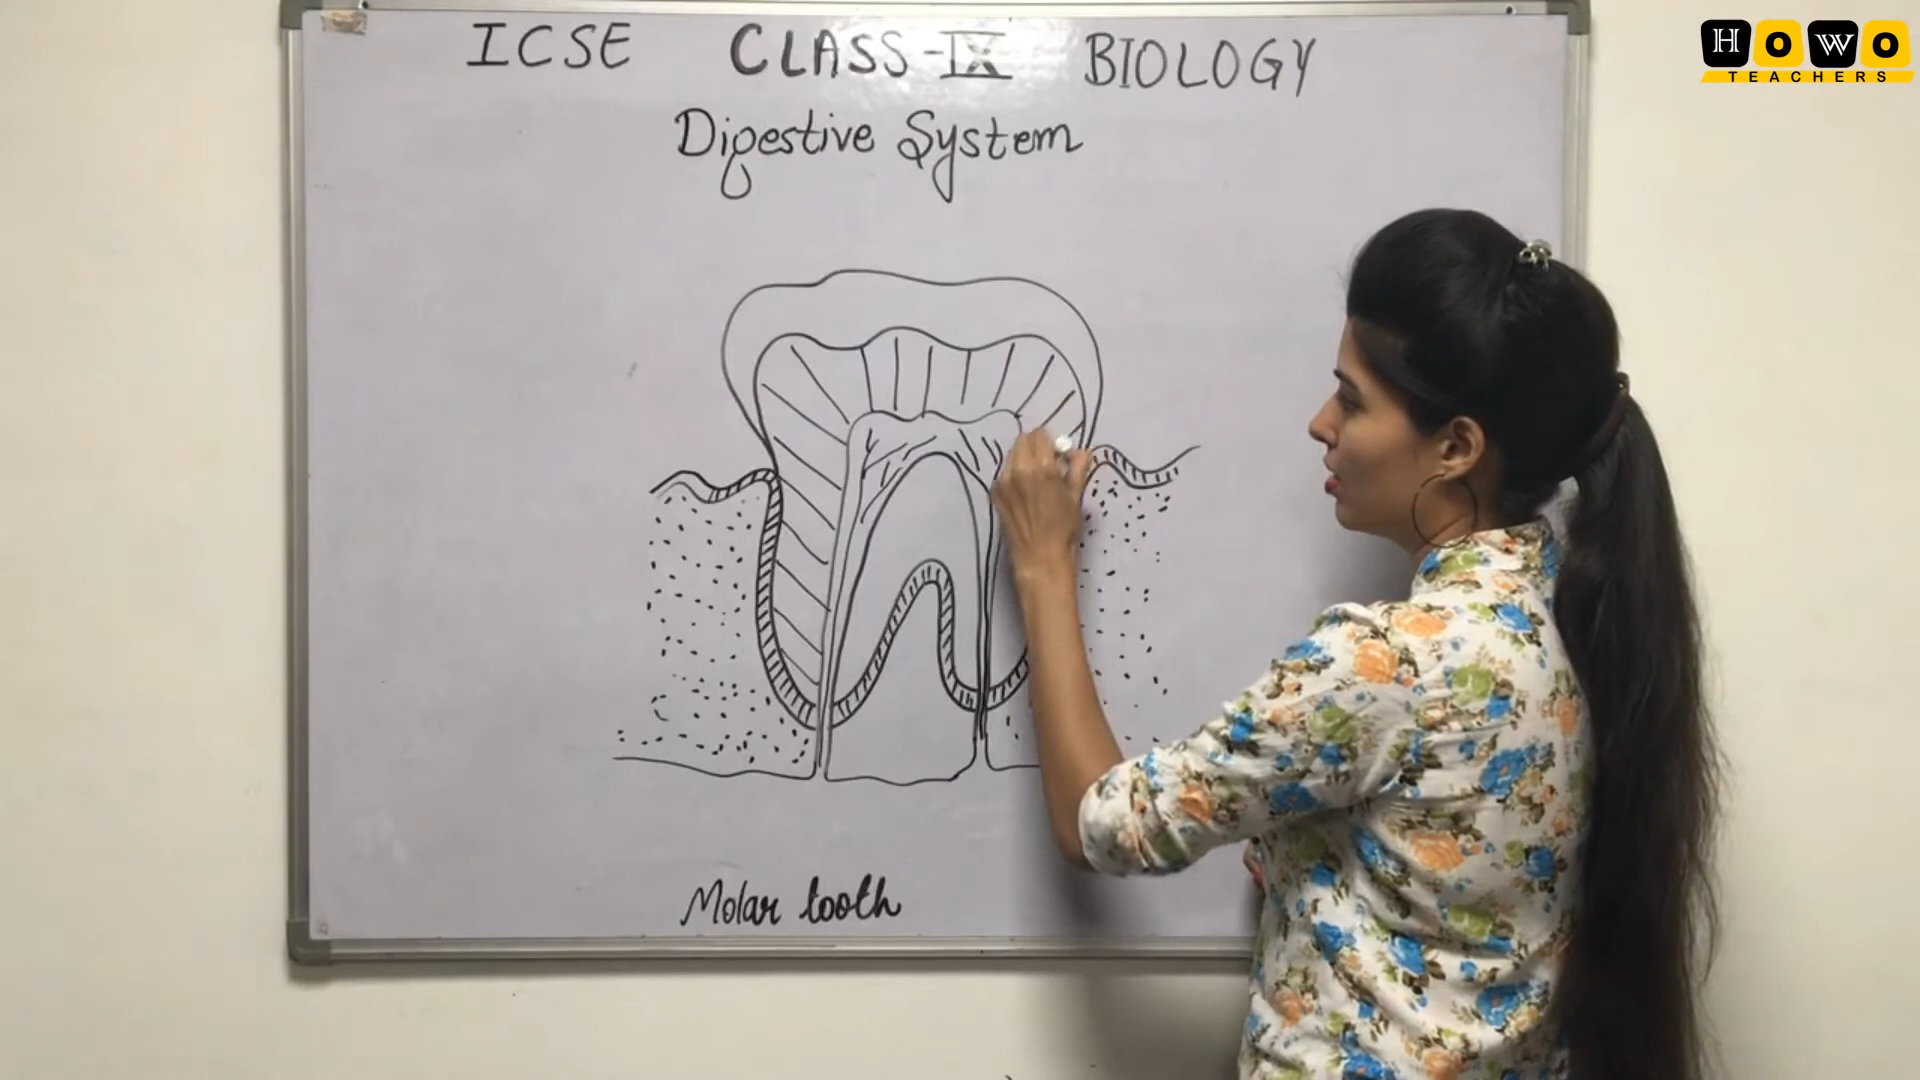 ICSE CLASS-IX BIOLOGY
Digestive System
Molar tooth
HOWO
TEACHERS